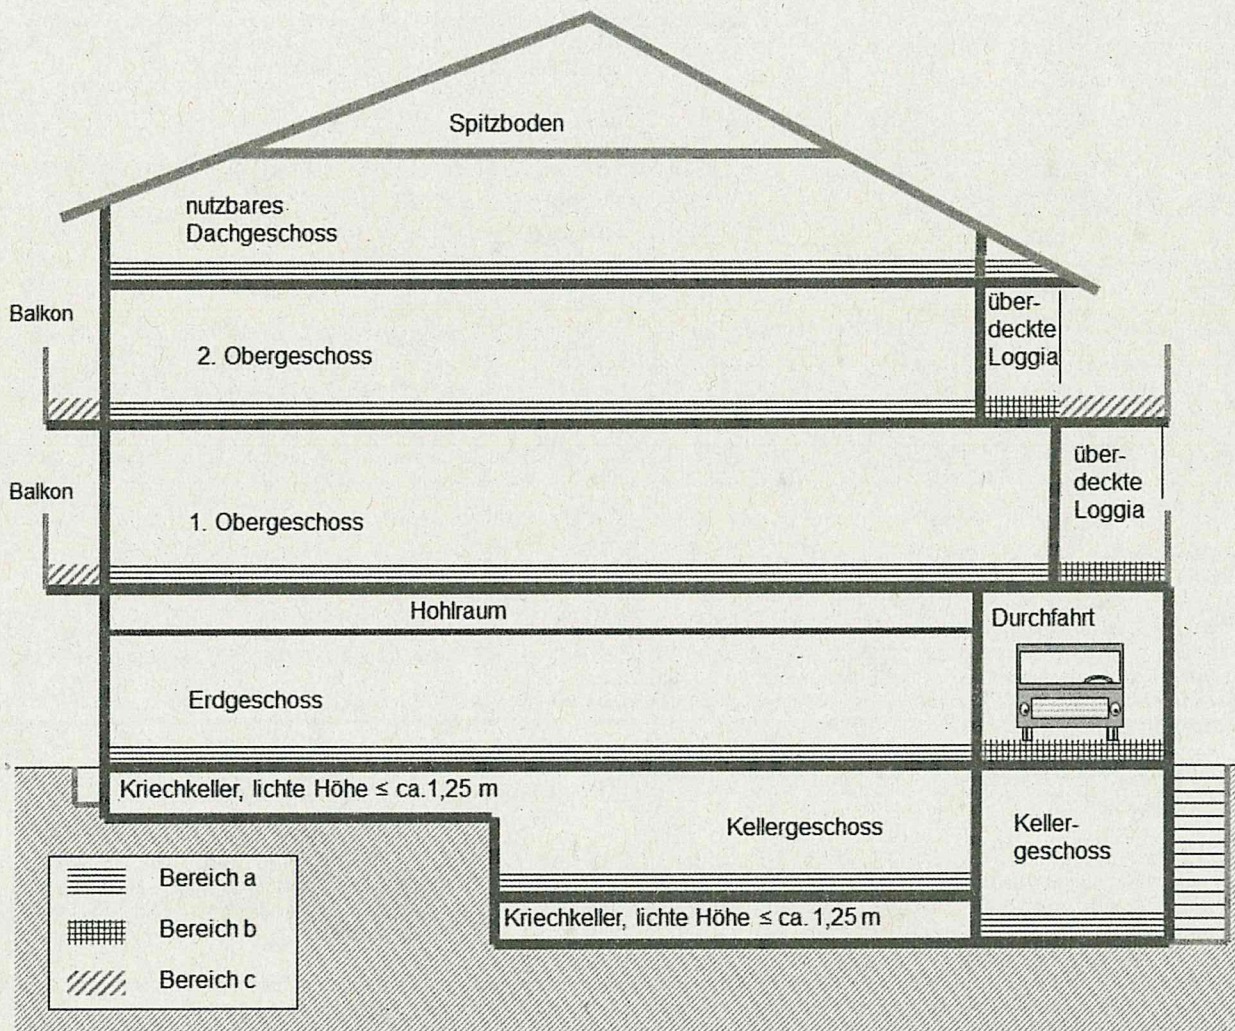 Spitzboden
nutzbares
Dachgeschoss
Balkon
2. Obergeschoss
über-
deckte
Loggia
Balkon
1. Obergeschoss
über-
deckte
Loggia
Hohlraum
Durchfahrt
Erdgeschoss
Kriechkeller, lichte Höhe ≤ ca.1,25 m
Kellergeschoss
Keller-
geschoss
Kriechkeller, lichte Höhe ≤ ca. 1,25 m
Bereich a
Bereich b
Bereich c